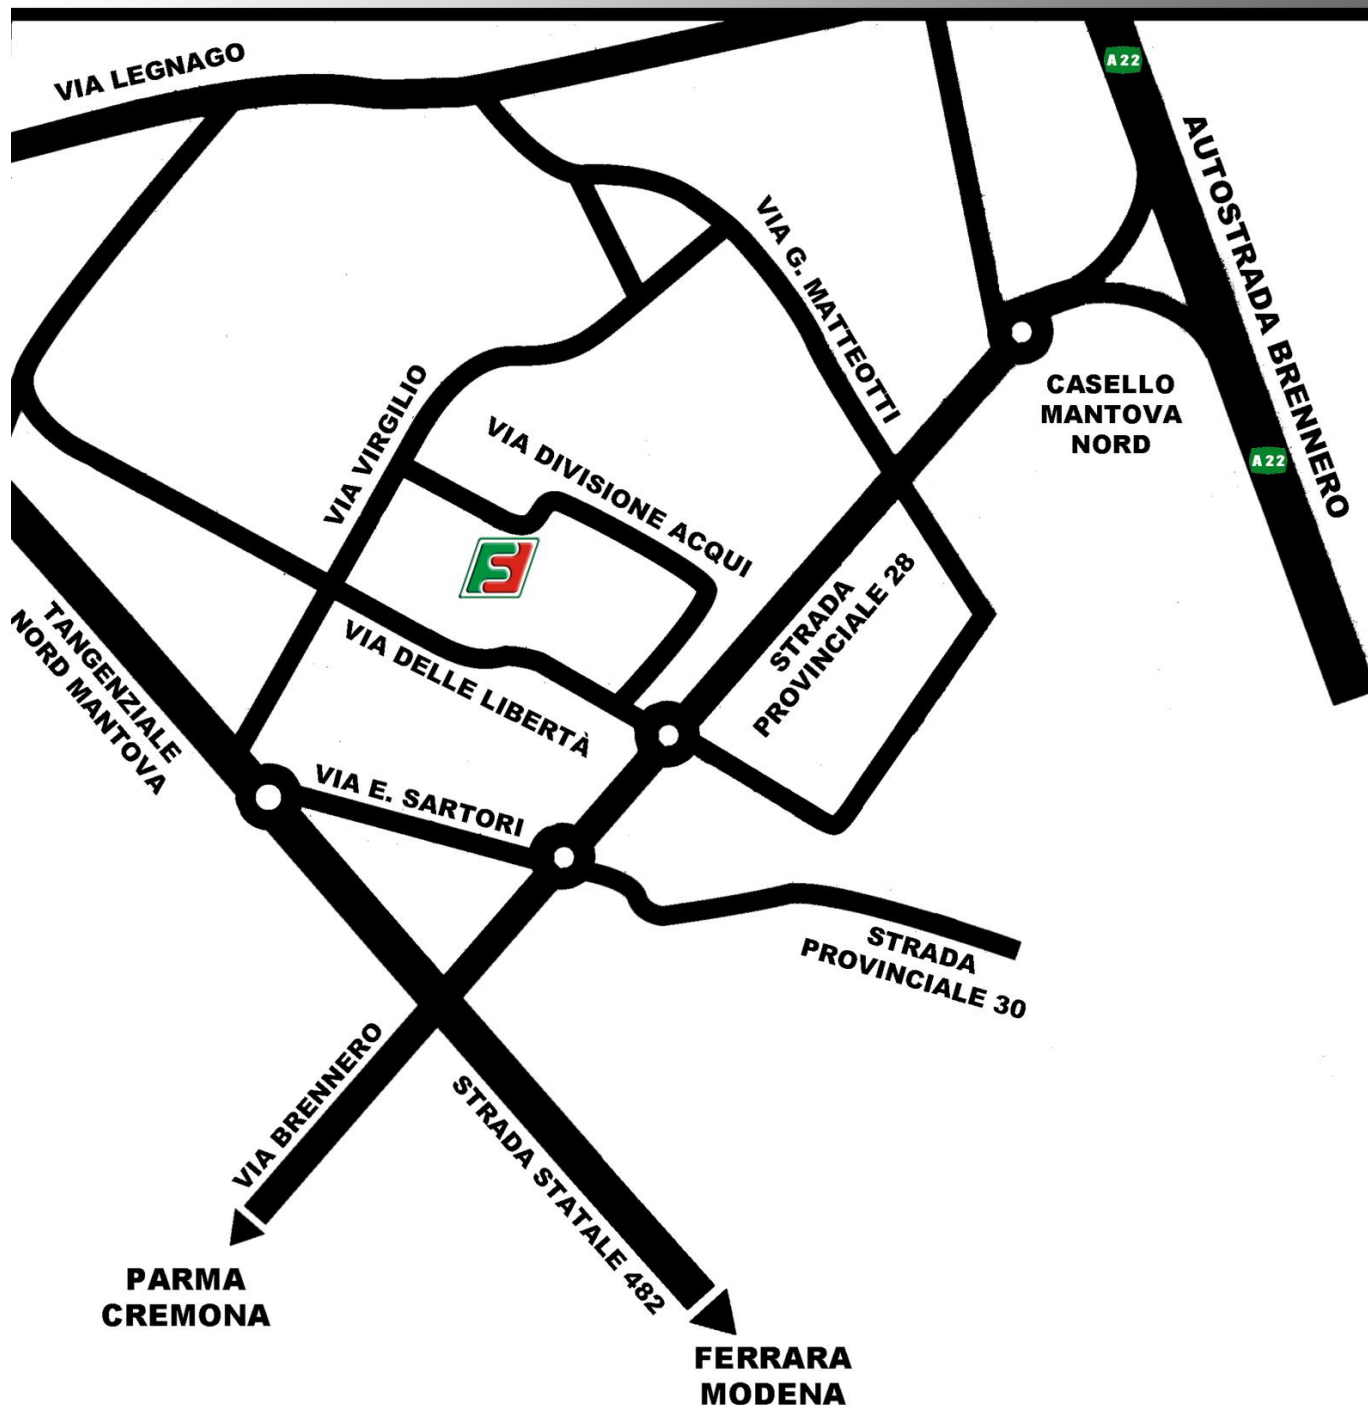 VIA LEGNAGO
A22
AUTOSTRADA BRENNERO
VIA G. MATTEOTTI
CASELLO
MANTOVA
NORD
A22
VIA VIRGILIO
VIA DIVISIONE ACQUI
STRADA
PROVINCIALE 28
TANGENZIALE
NORD MANTOVA
VIA DELLE LIBERTÀ
VIA E. SARTORI
STRADA
PROVINCIALE 30
VIA BRENNERO
STRADA STATALE 482
PARMA
CREMONA
FERRARA
MODENA